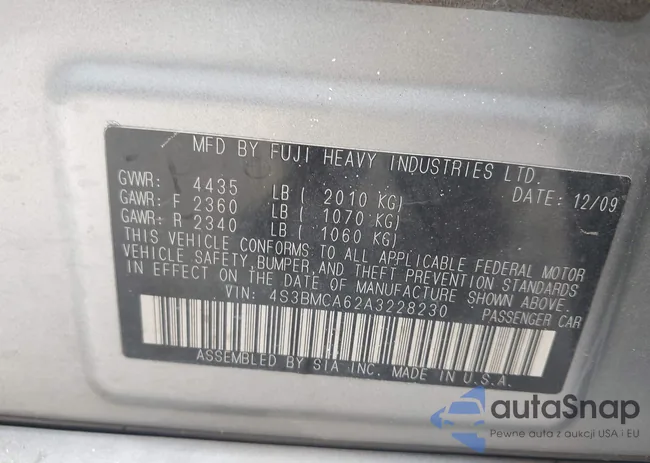 MFD BY FUJI HEAVY INDUSTRIES LTD.
GVWR: 4435 LB ( 2010 KG) DATE: 12/09
GAWR: F 2360 LB ( 1070 KG)
GAWR: R 2340 LB ( 1060 KG)
THIS VEHICLE CONFORMS TO ALL APPLICABLE FEDERAL MOTOR
VEHICLE SAFETY, BUMPER, AND THEFT PREVENTION STANDARDS
IN EFFECT ON THE DATE OF MANUFACTURE SHOWN ABOVE.
VIN: 4S3BMCA62A3228230 PASSENGER CAR
ASSEMBLED BY SIA INC. MADE IN U.S.A.
autaSnap
Pewne auta z aukcji USA i EU